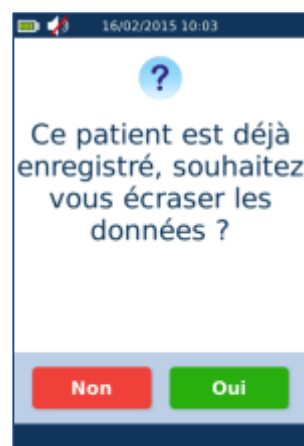 16/02/2015 10:03
?
Ce patient est déjà
enregistré, souhaitez
vous écraser les
données ?
Non
Oui